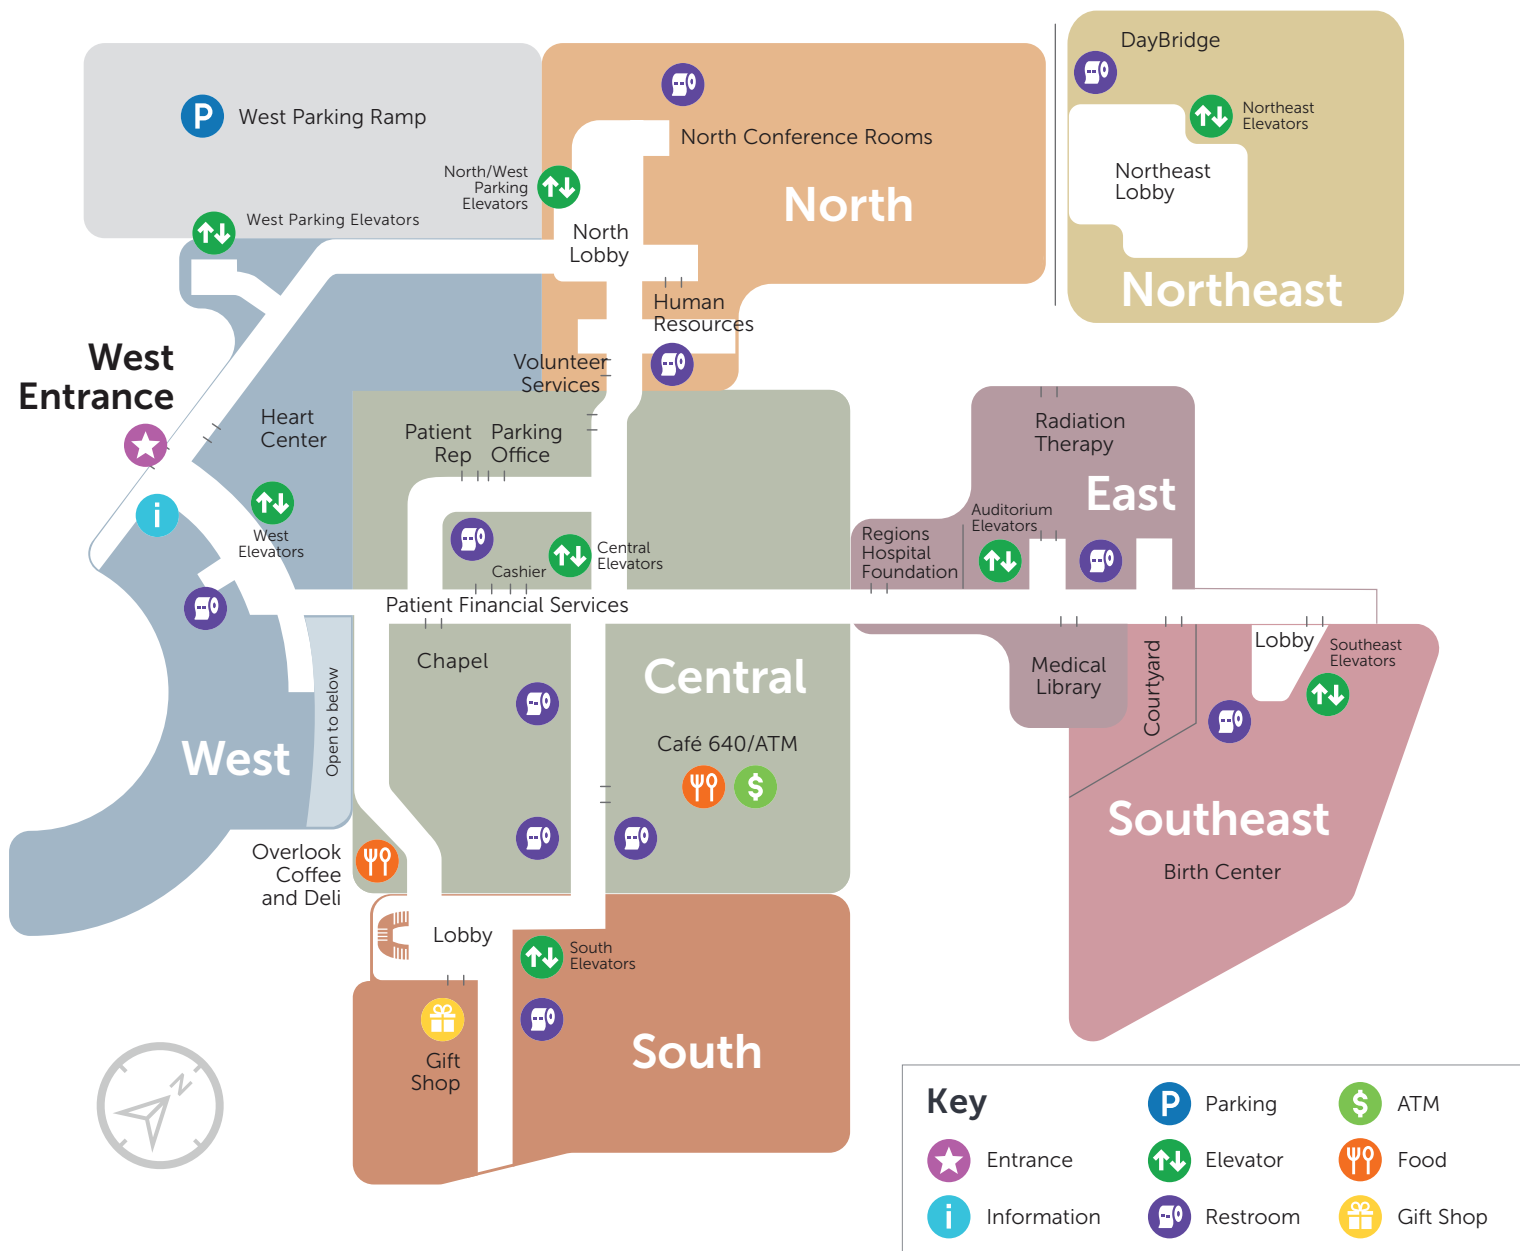 DayBridge
West Parking Ramp
North Conference Rooms
Northeast
Elevators
North/West
Parking
Elevators
Northeast
Lobby
North
West Parking Elevators
North
Lobby
Northeast
Human
Resources
West
Entrance
Volunteer
Services
Heart
Center
Patient
Rep
Parking
Office
Radiation
Therapy
East
Auditorium
Elevators
Regions
Hospital
Foundation
West
Elevators
Central
Elevators
Cashier
Patient Financial Services
Chapel
Central
Medical
Library
Courtyard
Lobby
Southeast
Elevators
Open to below
West
Café 640/ATM
Southeast
Birth Center
Overlook
Coffee
and Deli
Lobby
South
Elevators
South
Gift
Shop
N
Key
P Parking
$ ATM
Entrance
Elevator
Food
i Information
Restroom
Gift Shop
P
i
$